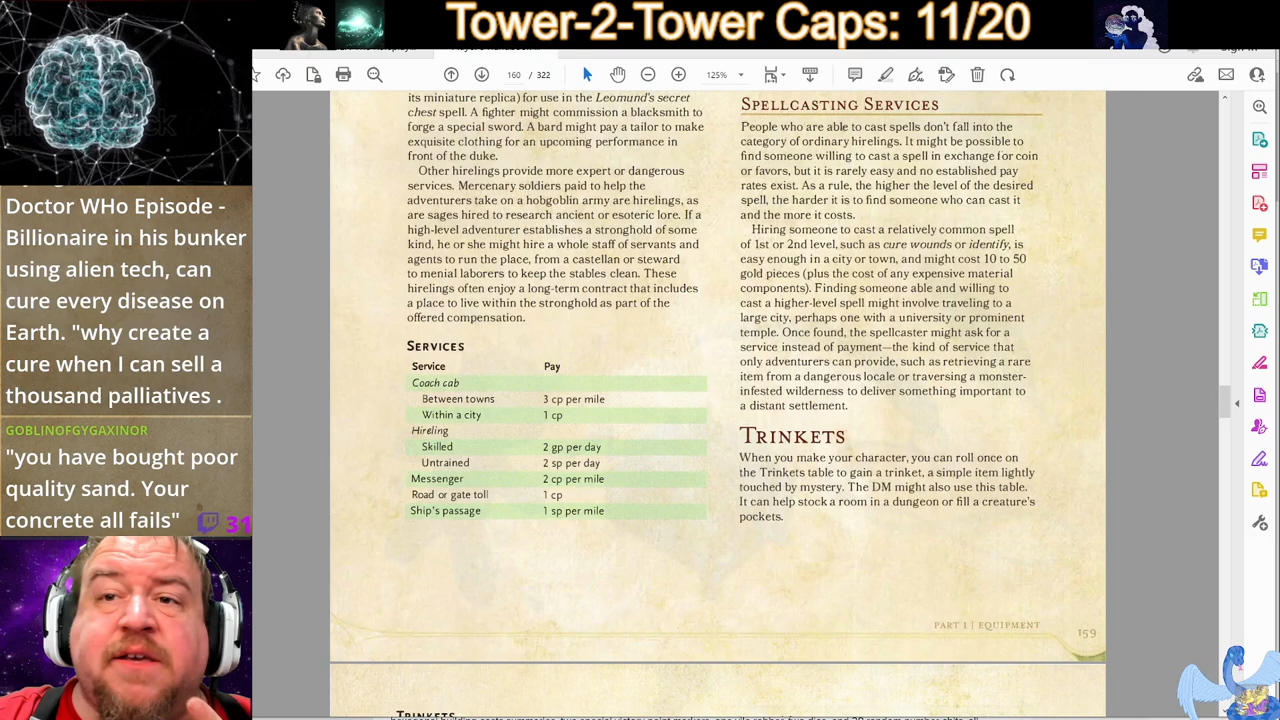 Tower-2-Tower Caps: 11/20
160 / 322
125%
Doctor WHo Episode -
Billionaire in his bunker
using alien tech, can
cure every disease on
Earth. "why create a
cure when I can sell a
thousand palliatives .
GOBLINOFGYGAXINOR
"you have bought poor
quality sand. Your
concrete all fails"
31
its miniature replica) for use in the Leomund's secret
chest spell. A fighter might commission a blacksmith to
forge a special sword. A bard might pay a tailor to make
exquisite clothing for an upcoming performance in
front of the duke.
Other hirelings provide more expert or dangerous
services. Mercenary soldiers paid to help the
adventurers take on a hobgoblin army are hirelings, as
are sages hired to research ancient or esoteric lore. If a
high-level adventurer establishes a stronghold of some
kind, he or she might hire a whole staff of servants and
agents to run the place, from a castellan or steward
to menial laborers to keep the stables clean. These
hirelings often enjoy a long-term contract that includes
a place to live within the stronghold as part of the
offered compensation.
SERVICES
Service Pay
Coach cab
Between towns 3 cp per mile
Within a city 1 cp
Hireling
Skilled 2 gp per day
Untrained 2 sp per day
Messenger 2 cp per mile
Road or gate toll 1 cp
Ship's passage 1 sp per mile
SPELLCASTING SERVICES
People who are able to cast spells don't fall into the
category of ordinary hirelings. It might be possible to
find someone willing to cast a spell in exchange for coin
or favors, but it is rarely easy and no established pay
rates exist. As a rule, the higher the level of the desired
spell, the harder it is to find someone who can cast it
and the more it costs.
Hiring someone to cast a relatively common spell
of 1st or 2nd level, such as cure wounds or identify, is
easy enough in a city or town, and might cost 10 to 50
gold pieces (plus the cost of any expensive material
components). Finding someone able and willing to
cast a higher-level spell might involve traveling to a
large city, perhaps one with a university or prominent
temple. Once found, the spellcaster might ask for a
service instead of payment—the kind of service that
only adventurers can provide, such as retrieving a rare
item from a dangerous locale or traversing a monster-
infested wilderness to deliver something important to
a distant settlement.
TRINKETS
When you make your character, you can roll once on
the Trinkets table to gain a trinket, a simple item lightly
touched by mystery. The DM might also use this table.
It can help stock a room in a dungeon or fill a creature's
pockets.
PART 1 | EQUIPMENT
159
TRINKETS